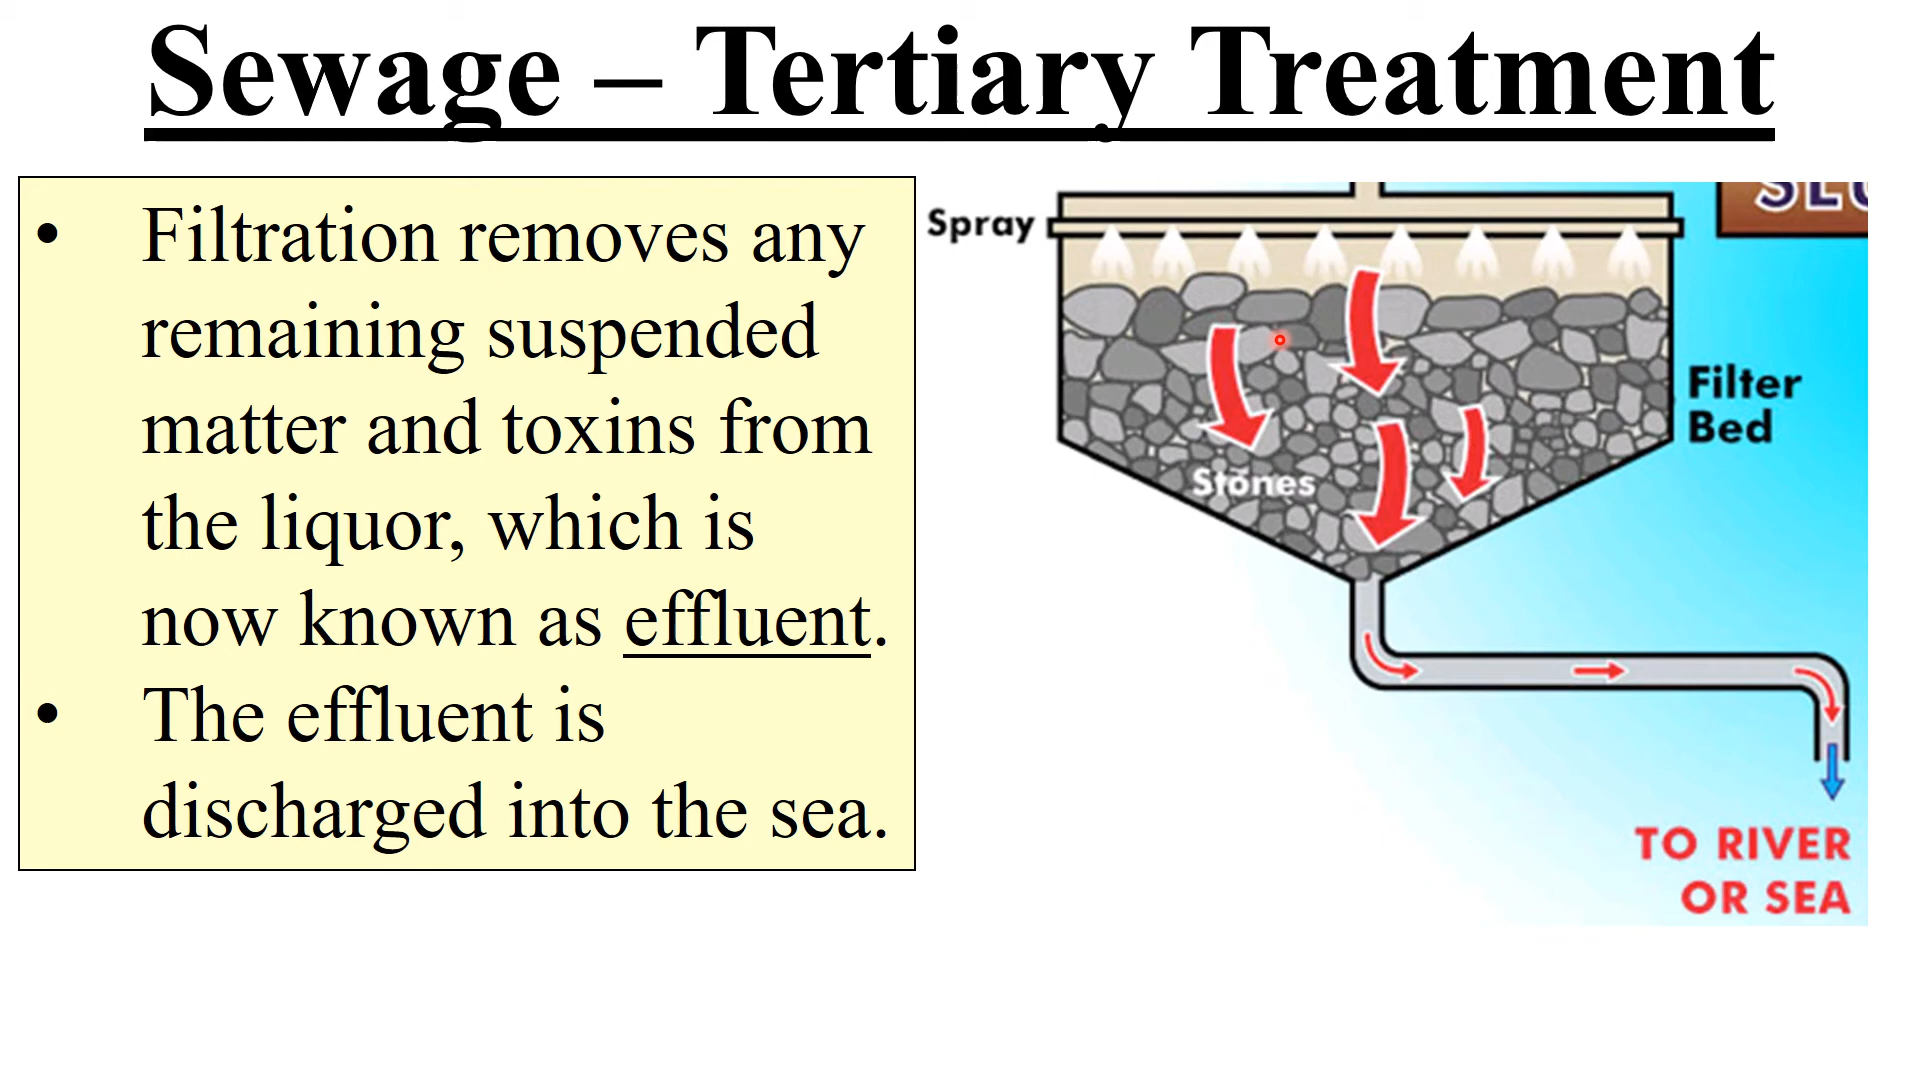 Sewage – Tertiary Treatment
• Filtration removes any
remaining suspended
matter and toxins from
the liquor, which is
now known as effluent.
• The effluent is
discharged into the sea.
Spray
Stones
Filter
Bed
TO RIVER
OR SEA